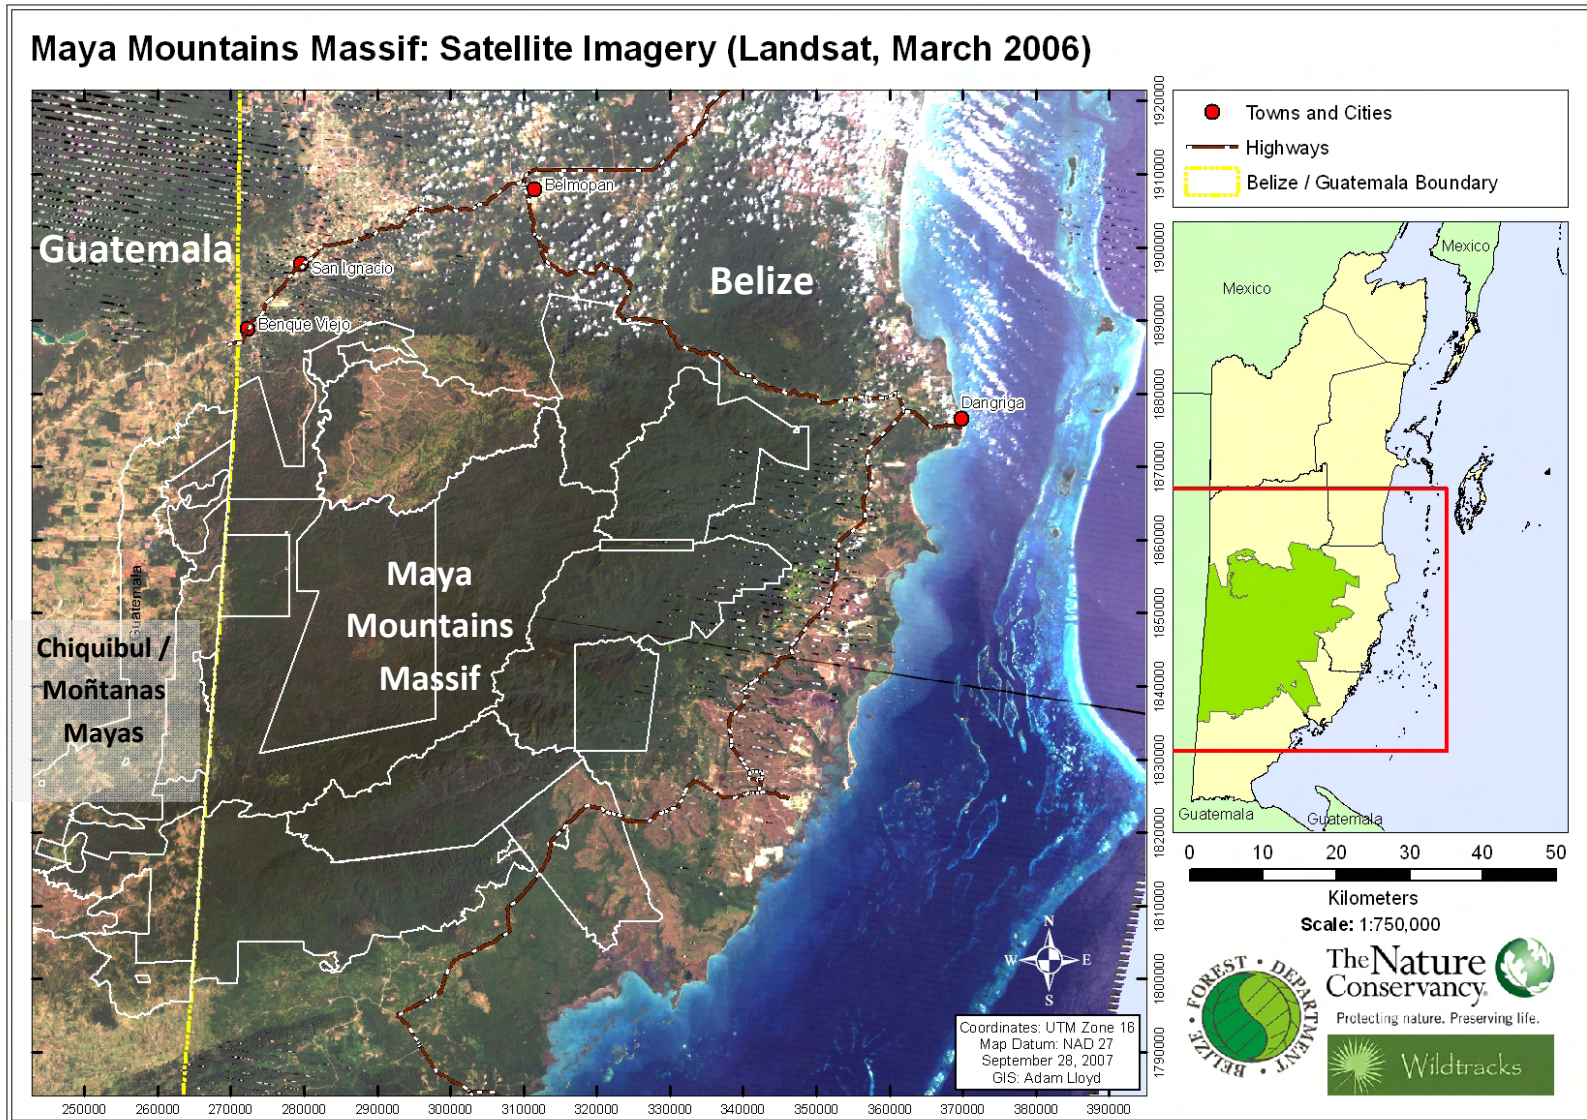 Maya Mountains Massif: Satellite Imagery (Landsat, March 2006)
Guatemala
Belize
Belmopan
San Ignacio
Benque Viejo
Dangriga
Maya
Mountains
Massif
Guatemala
Chiquibul /
Moñtanas
Mayas
N
W
E
S
Coordinates: UTM Zone 16
Map Datum: NAD 27
September 28, 2007
GIS: Adam Lloyd
250000 260000 270000 280000 290000 300000 310000 320000 330000 340000 350000 360000 370000 380000 390000
1920000
1910000
1900000
1890000
1880000
1870000
1860000
1850000
1840000
1830000
1820000
1810000
1800000
1790000
Towns and Cities
Highways
Belize / Guatemala Boundary
Mexico
Mexico
Guatemala
Guatemala
0 10 20 30 40 50
Kilometers
Scale: 1:750,000
BELIZE • FOREST • DEPARTMENT •
The Nature
Conservancy®
Protecting nature. Preserving life.
Wildtracks